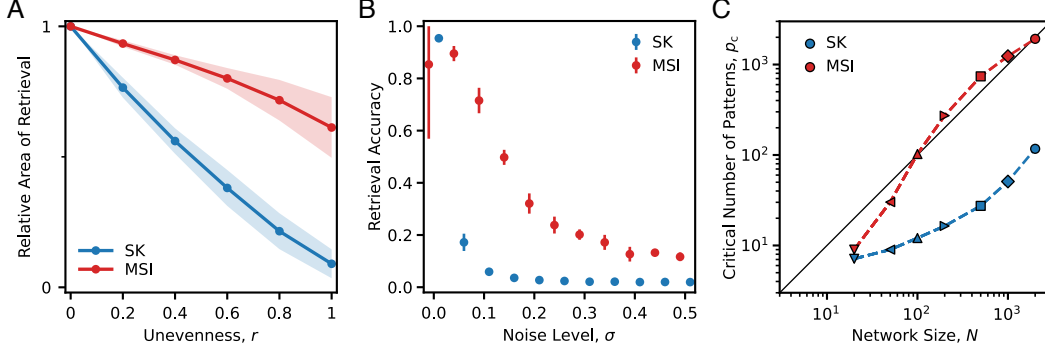 A
Relative Area of Retrieval
1
0
SK
MSI
0 0.2 0.4 0.6 0.8 1
Unevenness, r
B
Retrieval Accuracy
1.0
0.8
0.6
0.4
0.2
0.0
SK
MSI
0.0 0.1 0.2 0.3 0.4 0.5
Noise Level, σ
C
Critical Number of Patterns, p_c
10³
10²
10¹
SK
MSI
10¹ 10² 10³
Network Size, N